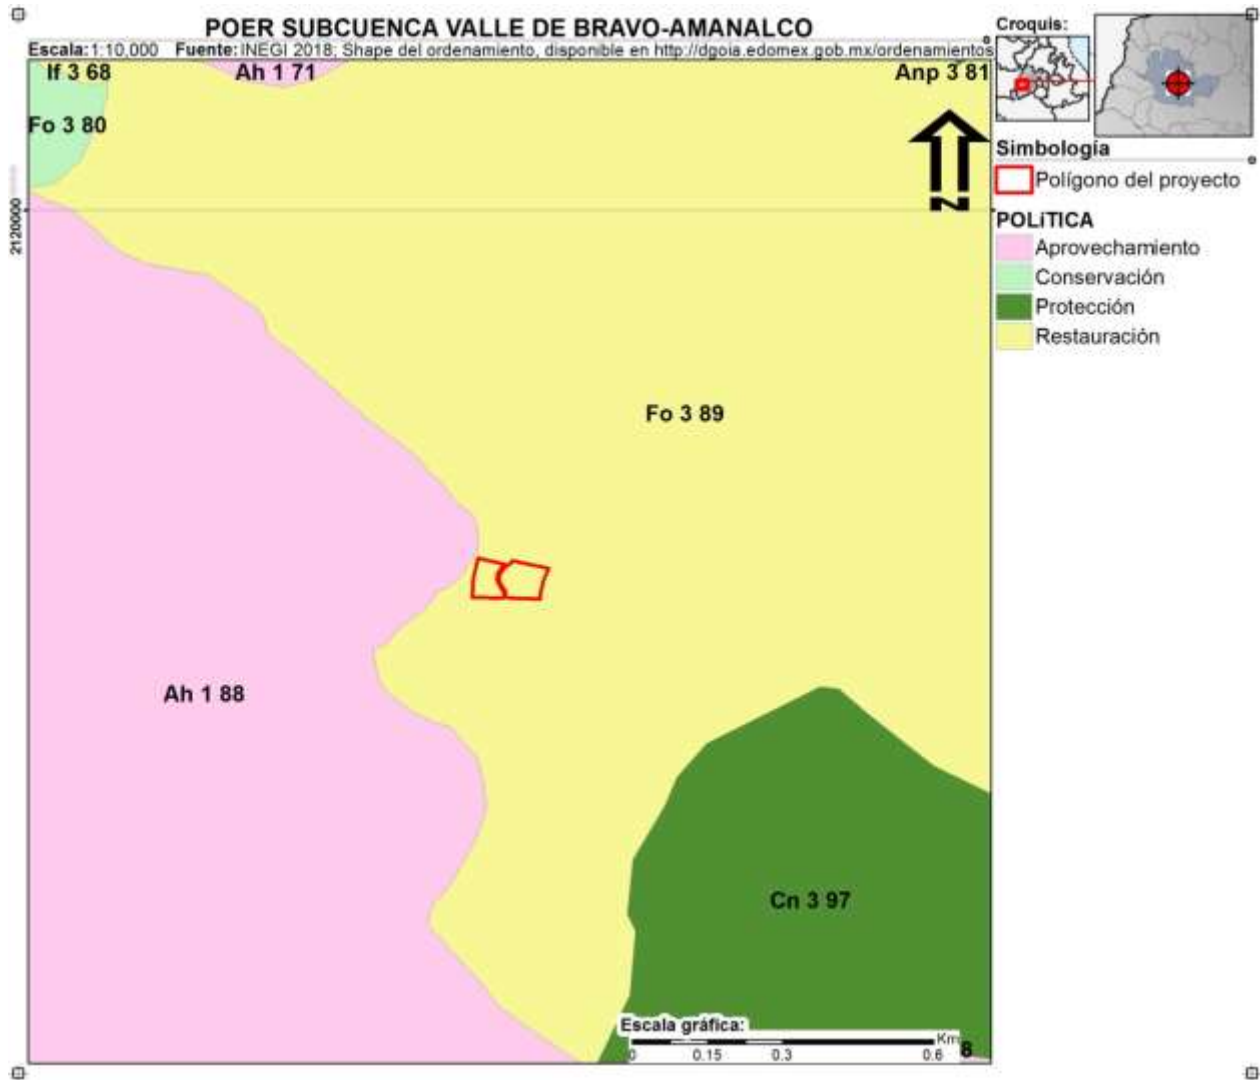 POER SUBCUENCA VALLE DE BRAVO-AMANALCO
Escala: 1:10,000 Fuente: INEGI 2018; Shape del ordenamiento, disponible en http://dgoia.edomex.gob.mx/ordenamientos
Croquis:
If 3 68
Ah 1 71
Anp 3 81
Fo 3 80
N
Simbología
Polígono del proyecto
2120000
POLíTICA
Aprovechamiento
Conservación
Protección
Restauración
Fo 3 89
Ah 1 88
Cn 3 97
Escala gráfica:
Km
0 0.15 0.3 0.6
8